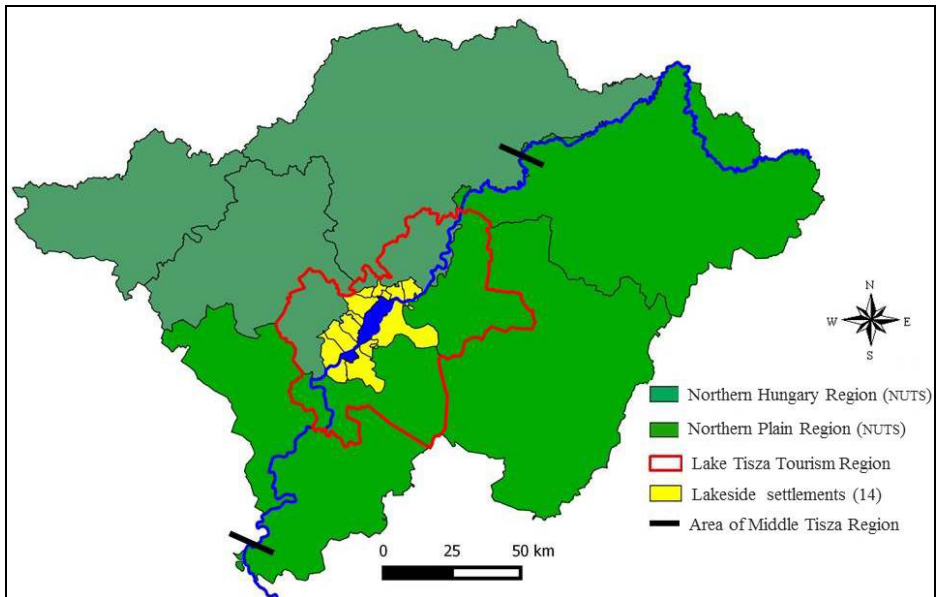 N
W E
S
Northern Hungary Region (NUTS)
Northern Plain Region (NUTS)
Lake Tisza Tourism Region
Lakeside settlements (14)
Area of Middle Tisza Region
0 25 50 km